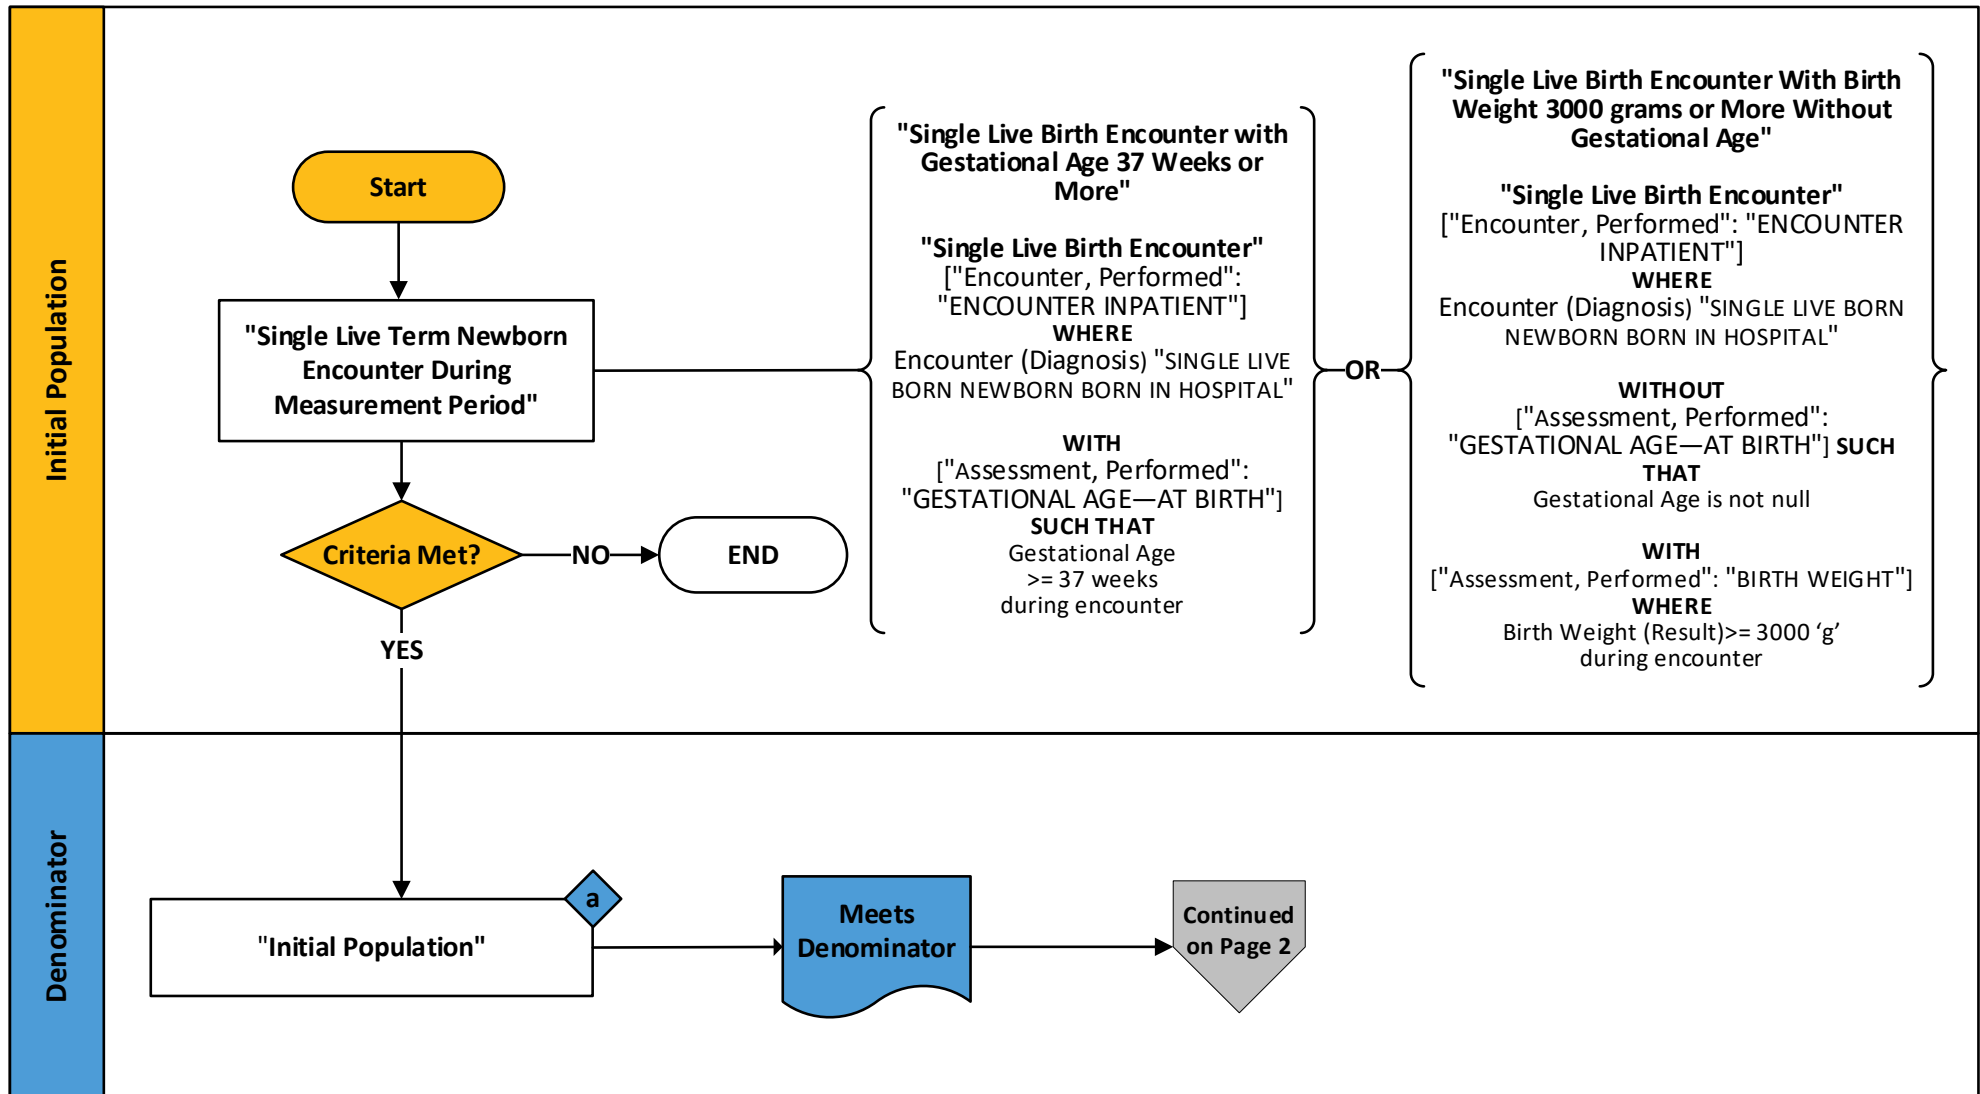 Initial Population
Start
"Single Live Term Newborn
Encounter During
Measurement Period"
Criteria Met?
NO
END
YES
"Single Live Birth Encounter with
Gestational Age 37 Weeks or
More"
"Single Live Birth Encounter"
["Encounter, Performed":
"ENCOUNTER INPATIENT"]
WHERE
Encounter (Diagnosis) "SINGLE LIVE
BORN NEWBORN BORN IN HOSPITAL"
WITH
["Assessment, Performed":
"GESTATIONAL AGE—AT BIRTH"]
SUCH THAT
Gestational Age
>= 37 weeks
during encounter
OR
"Single Live Birth Encounter With Birth
Weight 3000 grams or More Without
Gestational Age"
"Single Live Birth Encounter"
["Encounter, Performed": "ENCOUNTER
INPATIENT"]
WHERE
Encounter (Diagnosis) "SINGLE LIVE BORN
NEWBORN BORN IN HOSPITAL"
WITHOUT
["Assessment, Performed":
"GESTATIONAL AGE—AT BIRTH"] SUCH
THAT
Gestational Age is not null
WITH
["Assessment, Performed": "BIRTH WEIGHT"]
WHERE
Birth Weight (Result)>= 3000 ‘g’
during encounter
Denominator
"Initial Population"
a
Meets
Denominator
Continued
on Page 2